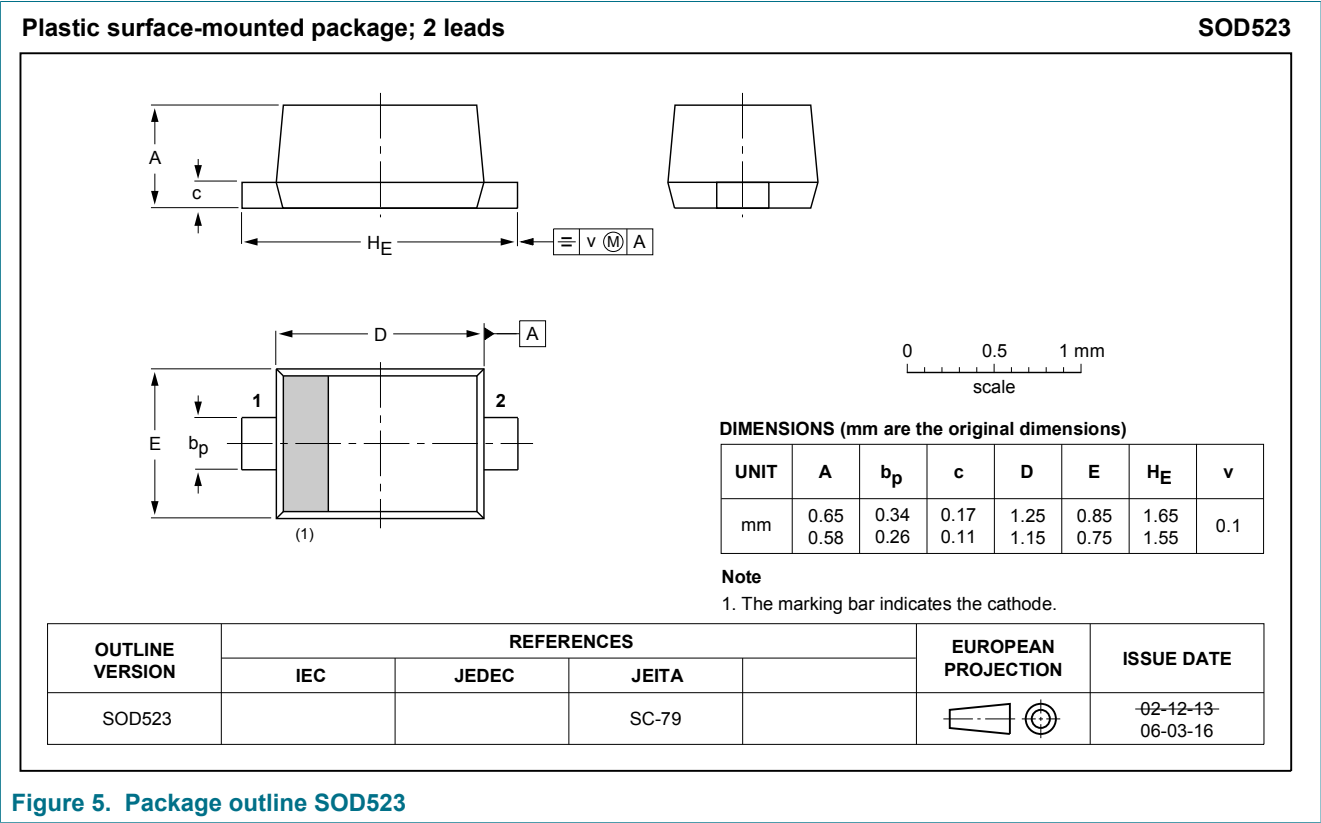 Plastic surface-mounted package; 2 leads SOD523
A
c
HE
v M A
D
A
1
2
E
bp
(1)
0 0.5 1 mm
scale
DIMENSIONS (mm are the original dimensions)
UNIT A bp c D E HE v
mm 0.65 0.58 0.34 0.26 0.17 0.11 1.25 1.15 0.85 0.75 1.65 1.55 0.1
Note
1. The marking bar indicates the cathode.
OUTLINE VERSION REFERENCES EUROPEAN PROJECTION ISSUE DATE
IEC JEDEC JEITA
SOD523 SC-79 02-12-13
06-03-16
Figure 5. Package outline SOD523